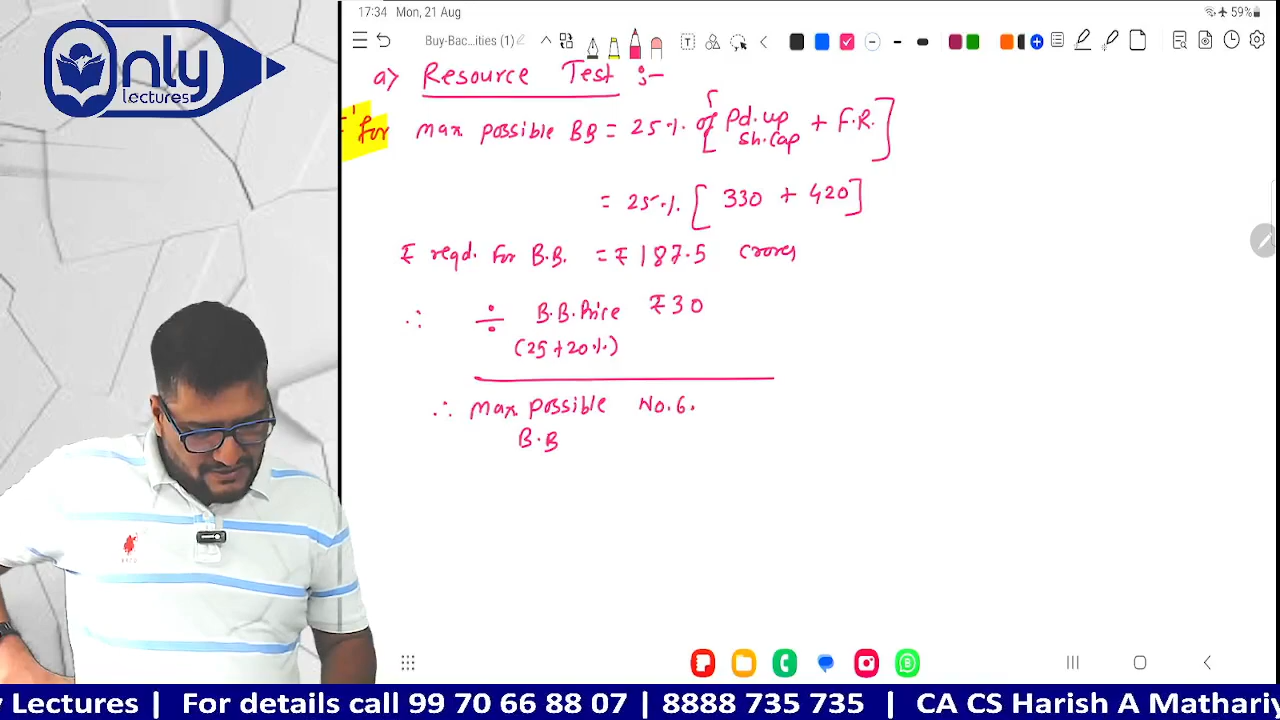 17:34 Mon, 21 Aug
59%
Only
lectures
Buy-Bac...ities (1)
a) Resource Test :-
₹ for max possible BB = 25% of [Pd. up Sh. Cap + F.R.]
= 25% [330 + 420]
₹ reqd. for B.B. = ₹ 187.5 crores
∴ ÷ B.B. Price ₹30
(25 + 20%)
∴ max possible No. 6.
B.B
Lectures | For details call 99 70 66 88 07 | 8888 735 735 | CA CS Harish A Mathariy